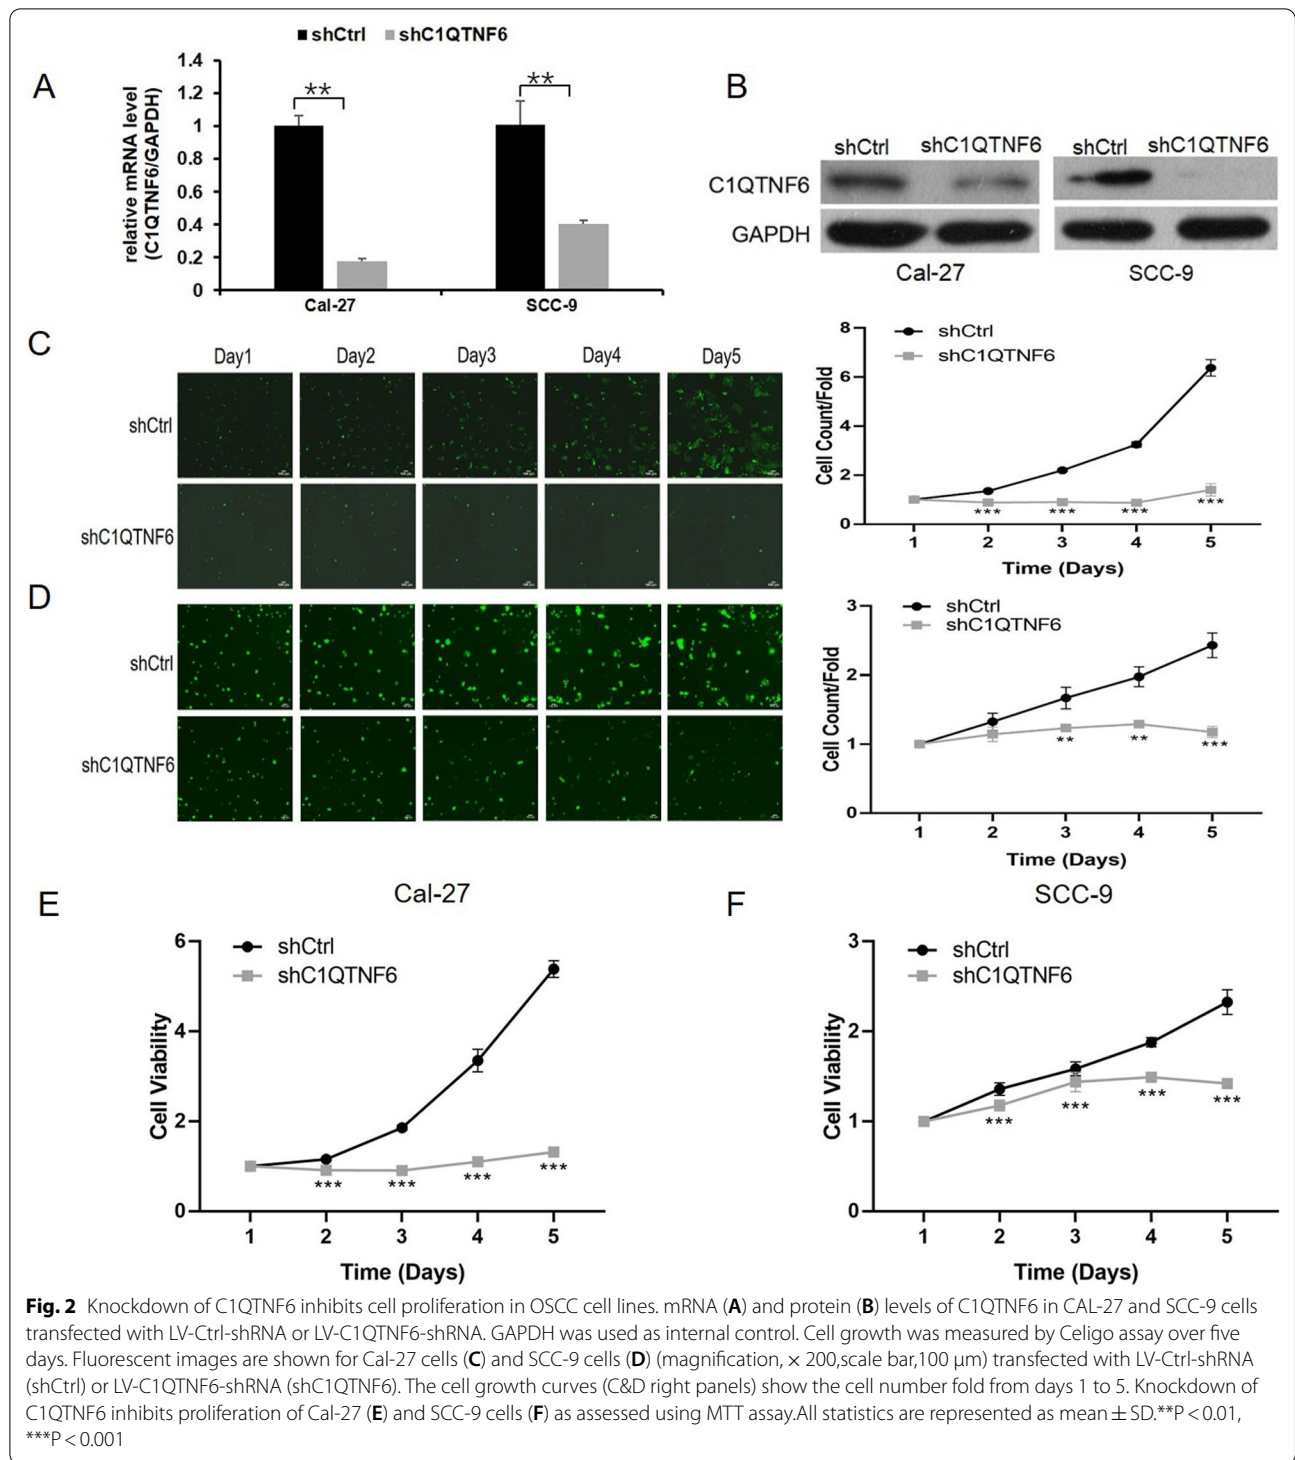 shCtrl shC1QTNF6
A
relative mRNA level
(C1QTNF6/GAPDH)
1.4
1.2
1
0.8
0.6
0.4
0.2
0
**
**
Cal-27
SCC-9
B
shCtrl shC1QTNF6
shCtrl shC1QTNF6
C1QTNF6
GAPDH
Cal-27
SCC-9
C
Day1
Day2
Day3
Day4
Day5
shCtrl
shC1QTNF6
Cell Count/Fold
8
6
4
2
0
shCtrl
shC1QTNF6
***
***
***
***
1 2 3 4 5
Time (Days)
D
shCtrl
shC1QTNF6
Cell Count/Fold
3
2
1
0
shCtrl
shC1QTNF6
**
**
***
1 2 3 4 5
Time (Days)
E
Cal-27
Cell Viability
6
4
2
0
shCtrl
shC1QTNF6
***
***
***
***
1 2 3 4 5
Time (Days)
F
SCC-9
Cell Viability
3
2
1
0
shCtrl
shC1QTNF6
***
***
***
***
1 2 3 4 5
Time (Days)
Fig. 2 Knockdown of C1QTNF6 inhibits cell proliferation in OSCC cell lines. mRNA (A) and protein (B) levels of C1QTNF6 in CAL-27 and SCC-9 cells
transfected with LV-Ctrl-shRNA or LV-C1QTNF6-shRNA. GAPDH was used as internal control. Cell growth was measured by Celigo assay over five
days. Fluorescent images are shown for Cal-27 cells (C) and SCC-9 cells (D) (magnification, × 200,scale bar,100 μm) transfected with LV-Ctrl-shRNA
(shCtrl) or LV-C1QTNF6-shRNA (shC1QTNF6). The cell growth curves (C&D right panels) show the cell number fold from days 1 to 5. Knockdown of
C1QTNF6 inhibits proliferation of Cal-27 (E) and SCC-9 cells (F) as assessed using MTT assay.All statistics are represented as mean ± SD.**P < 0.01,
***P < 0.001